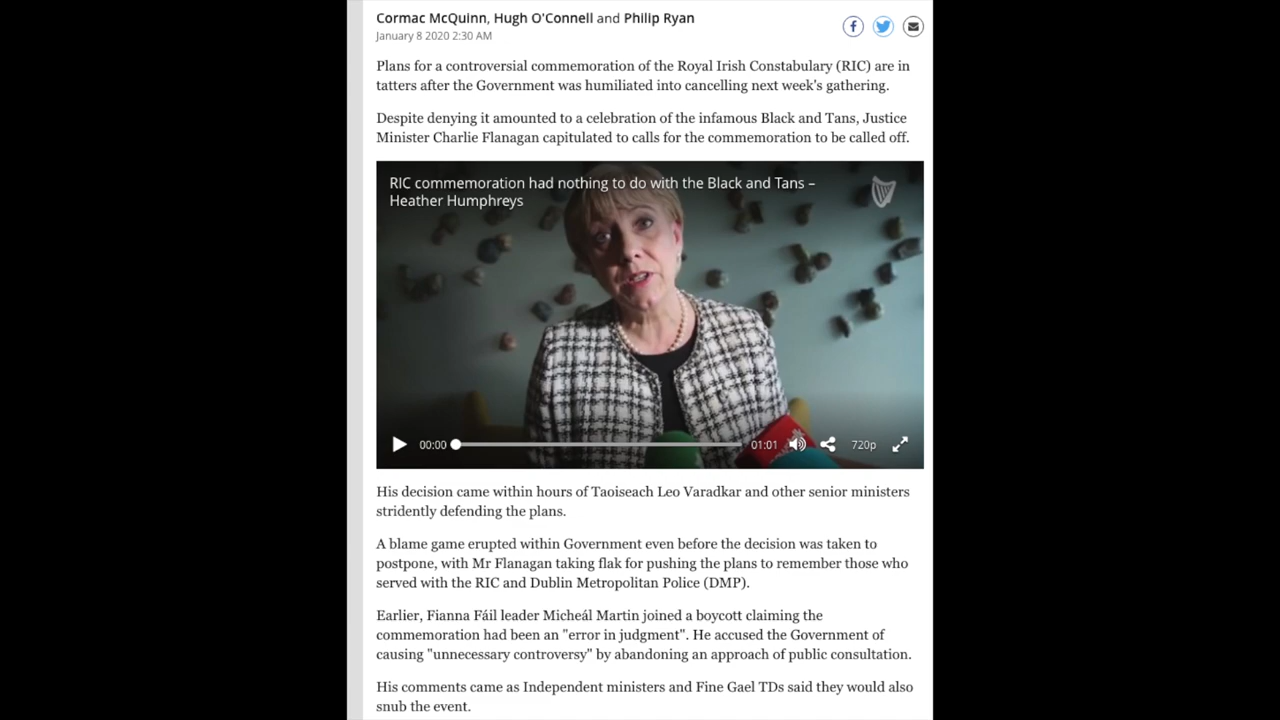 Cormac McQuinn, Hugh O'Connell and Philip Ryan
January 8 2020 2:30 AM
Plans for a controversial commemoration of the Royal Irish Constabulary (RIC) are in
tatters after the Government was humiliated into cancelling next week's gathering.
Despite denying it amounted to a celebration of the infamous Black and Tans, Justice
Minister Charlie Flanagan capitulated to calls for the commemoration to be called off.
RIC commemoration had nothing to do with the Black and Tans –
Heather Humphreys
00:00
01:01
720p
His decision came within hours of Taoiseach Leo Varadkar and other senior ministers
stridently defending the plans.
A blame game erupted within Government even before the decision was taken to
postpone, with Mr Flanagan taking flak for pushing the plans to remember those who
served with the RIC and Dublin Metropolitan Police (DMP).
Earlier, Fianna Fáil leader Micheál Martin joined a boycott claiming the
commemoration had been an "error in judgment". He accused the Government of
causing "unnecessary controversy" by abandoning an approach of public consultation.
His comments came as Independent ministers and Fine Gael TDs said they would also
snub the event.